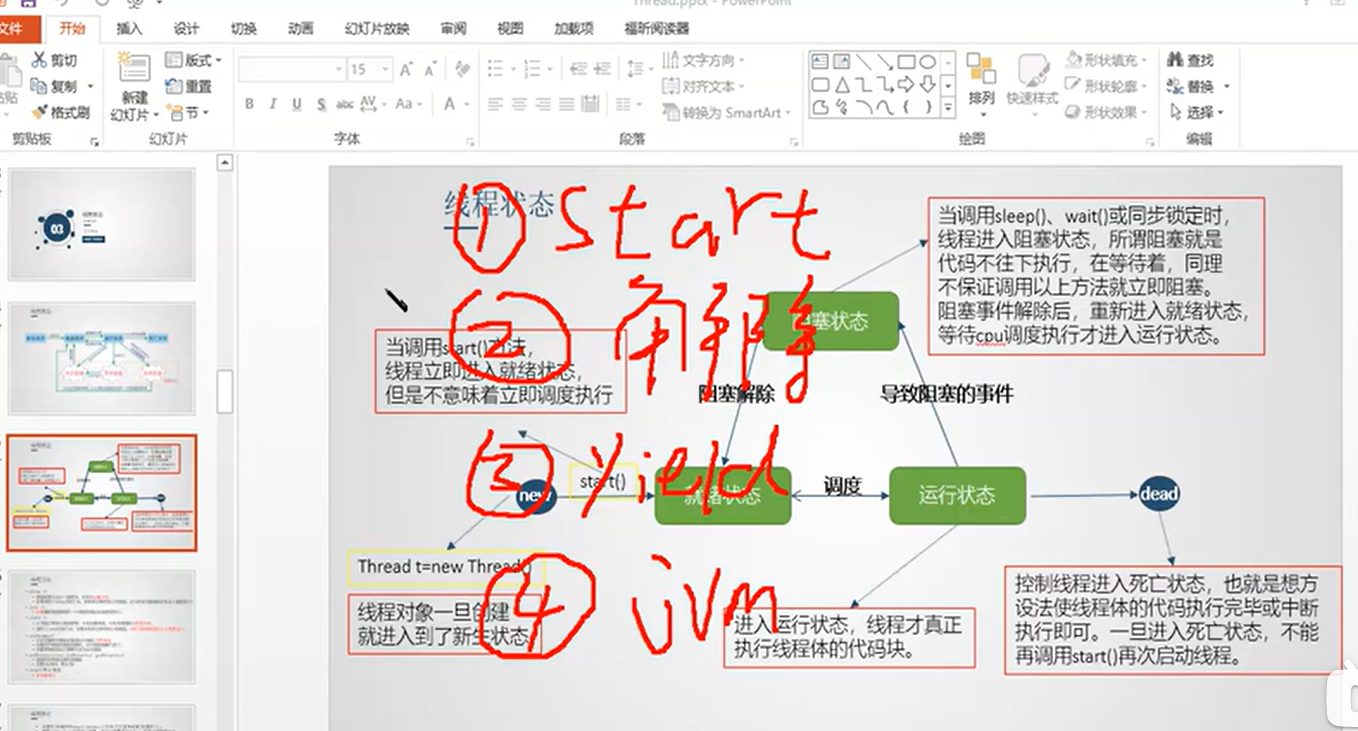 Thread.pptx - PowerPoint
文件 开始 插入 设计 切换 动画 幻灯片放映 审阅 视图 加载项 福昕阅读器
剪切
复制
格式刷
剪贴板
新建
幻灯片
版式
重置
节
幻灯片
15
B I U S abc AV Aa A
字体
文字方向
对齐文本
转换为 SmartArt
段落
排列
快速样式
形状填充
形状轮廓
形状效果
绘图
查找
替换
选择
编辑
03
线程状态
① start
② 解除
③ yield
④ jvm
当调用sleep()、wait()或同步锁定时，
线程进入阻塞状态，所谓阻塞就是
代码不往下执行，在等待着，同理
不保证调用以上方法就立即阻塞。
阻塞事件解除后，重新进入就绪状态，
等待cpu调度执行才进入运行状态。
阻塞状态
当调用start()方法，
线程立即进入就绪状态，
但是不意味着立即调度执行
阻塞解除
导致阻塞的事件
new
start()
就绪状态
调度
运行状态
dead
Thread t=new Thread()
线程对象一旦创建
就进入到了新生状态
进入运行状态，线程才真正
执行线程体的代码块。
控制线程进入死亡状态，也就是想方
设法使线程体的代码执行完毕或中断
执行即可。一旦进入死亡状态，不能
再调用start()再次启动线程。